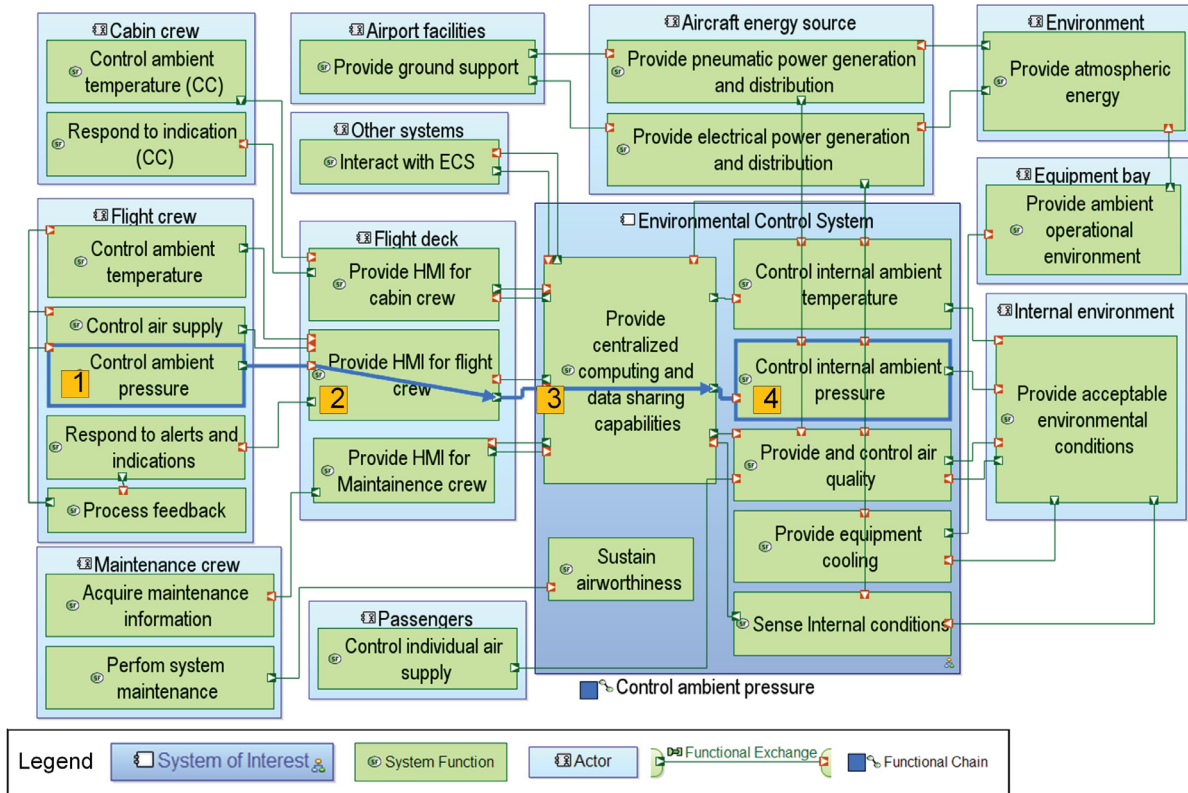 Cabin crew
Control ambient
temperature (CC)
Respond to indication
(CC)
Airport facilities
Provide ground support
Other systems
Interact with ECS
Aircraft energy source
Provide pneumatic power generation
and distribution
Provide electrical power generation
and distribution
Environment
Provide atmospheric
energy
Equipment bay
Provide ambient
operational
environment
Flight crew
Control ambient
temperature
Control air supply
Control ambient
pressure
1
Respond to alerts and
indications
Process feedback
Flight deck
Provide HMI for
cabin crew
Provide HMI for flight
crew
2
Provide HMI for
Maintainence crew
Environmental Control System
Provide
centralized
computing and
data sharing
capabilities
3
Control internal ambient
temperature
Control internal ambient
pressure
4
Provide and control air
quality
Provide equipment
cooling
Sense Internal conditions
Sustain
airworthiness
Internal environment
Provide acceptable
environmental
conditions
Maintenance crew
Acquire maintenance
information
Perfom system
maintenance
Passengers
Control individual air
supply
Control ambient pressure
Legend
System of Interest
System Function
Actor
Functional Exchange
Functional Chain